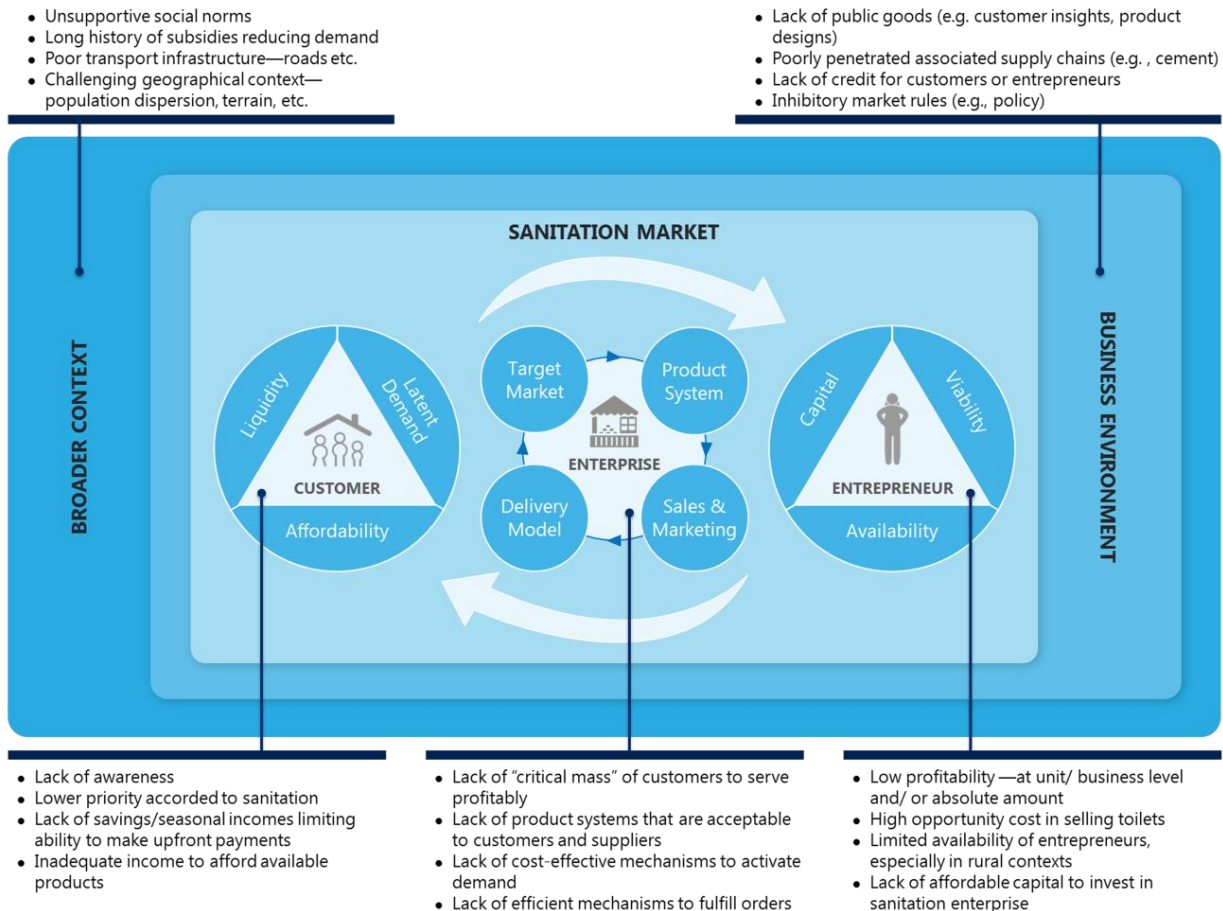 • Unsupportive social norms
• Long history of subsidies reducing demand
• Poor transport infrastructure—roads etc.
• Challenging geographical context—
population dispersion, terrain, etc.
• Lack of public goods (e.g. customer insights, product
designs)
• Poorly penetrated associated supply chains (e.g. , cement)
• Lack of credit for customers or entrepreneurs
• Inhibitory market rules (e.g., policy)
SANITATION MARKET
BROADER CONTEXT
Liquidity
Latent
Demand
CUSTOMER
Affordability
Target
Market
Product
System
ENTERPRISE
Delivery
Model
Sales &
Marketing
Capital
Viability
ENTREPRENEUR
Availability
BUSINESS ENVIRONMENT
• Lack of awareness
• Lower priority accorded to sanitation
• Lack of savings/seasonal incomes limiting
ability to make upfront payments
• Inadequate income to afford available
products
• Lack of “critical mass” of customers to serve
profitably
• Lack of product systems that are acceptable
to customers and suppliers
• Lack of cost-effective mechanisms to activate
demand
• Lack of efficient mechanisms to fulfill orders
• Low profitability —at unit/ business level
and/ or absolute amount
• High opportunity cost in selling toilets
• Limited availability of entrepreneurs,
especially in rural contexts
• Lack of affordable capital to invest in
sanitation enterprise